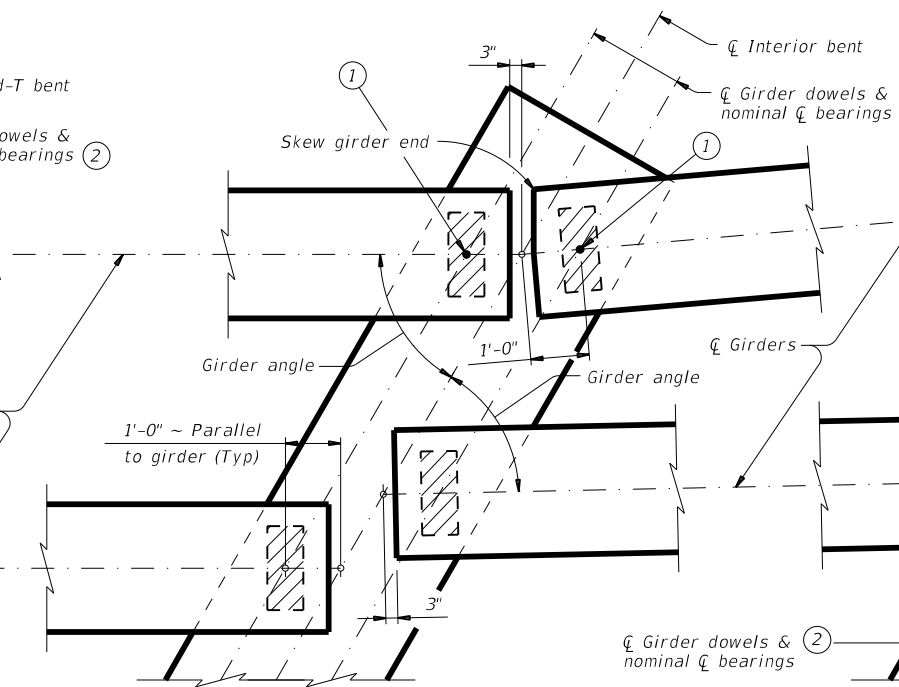 ℄ Interior bent
3"
d-T bent
1
℄ Girder dowels &
nominal ℄ bearings
owels &
bearings 2
Skew girder end
1
1'-0"
℄ Girders
Girder angle
Girder angle
1'-0" ~ Parallel
to girder (Typ)
3"
℄ Girder dowels & 2
nominal ℄ bearings